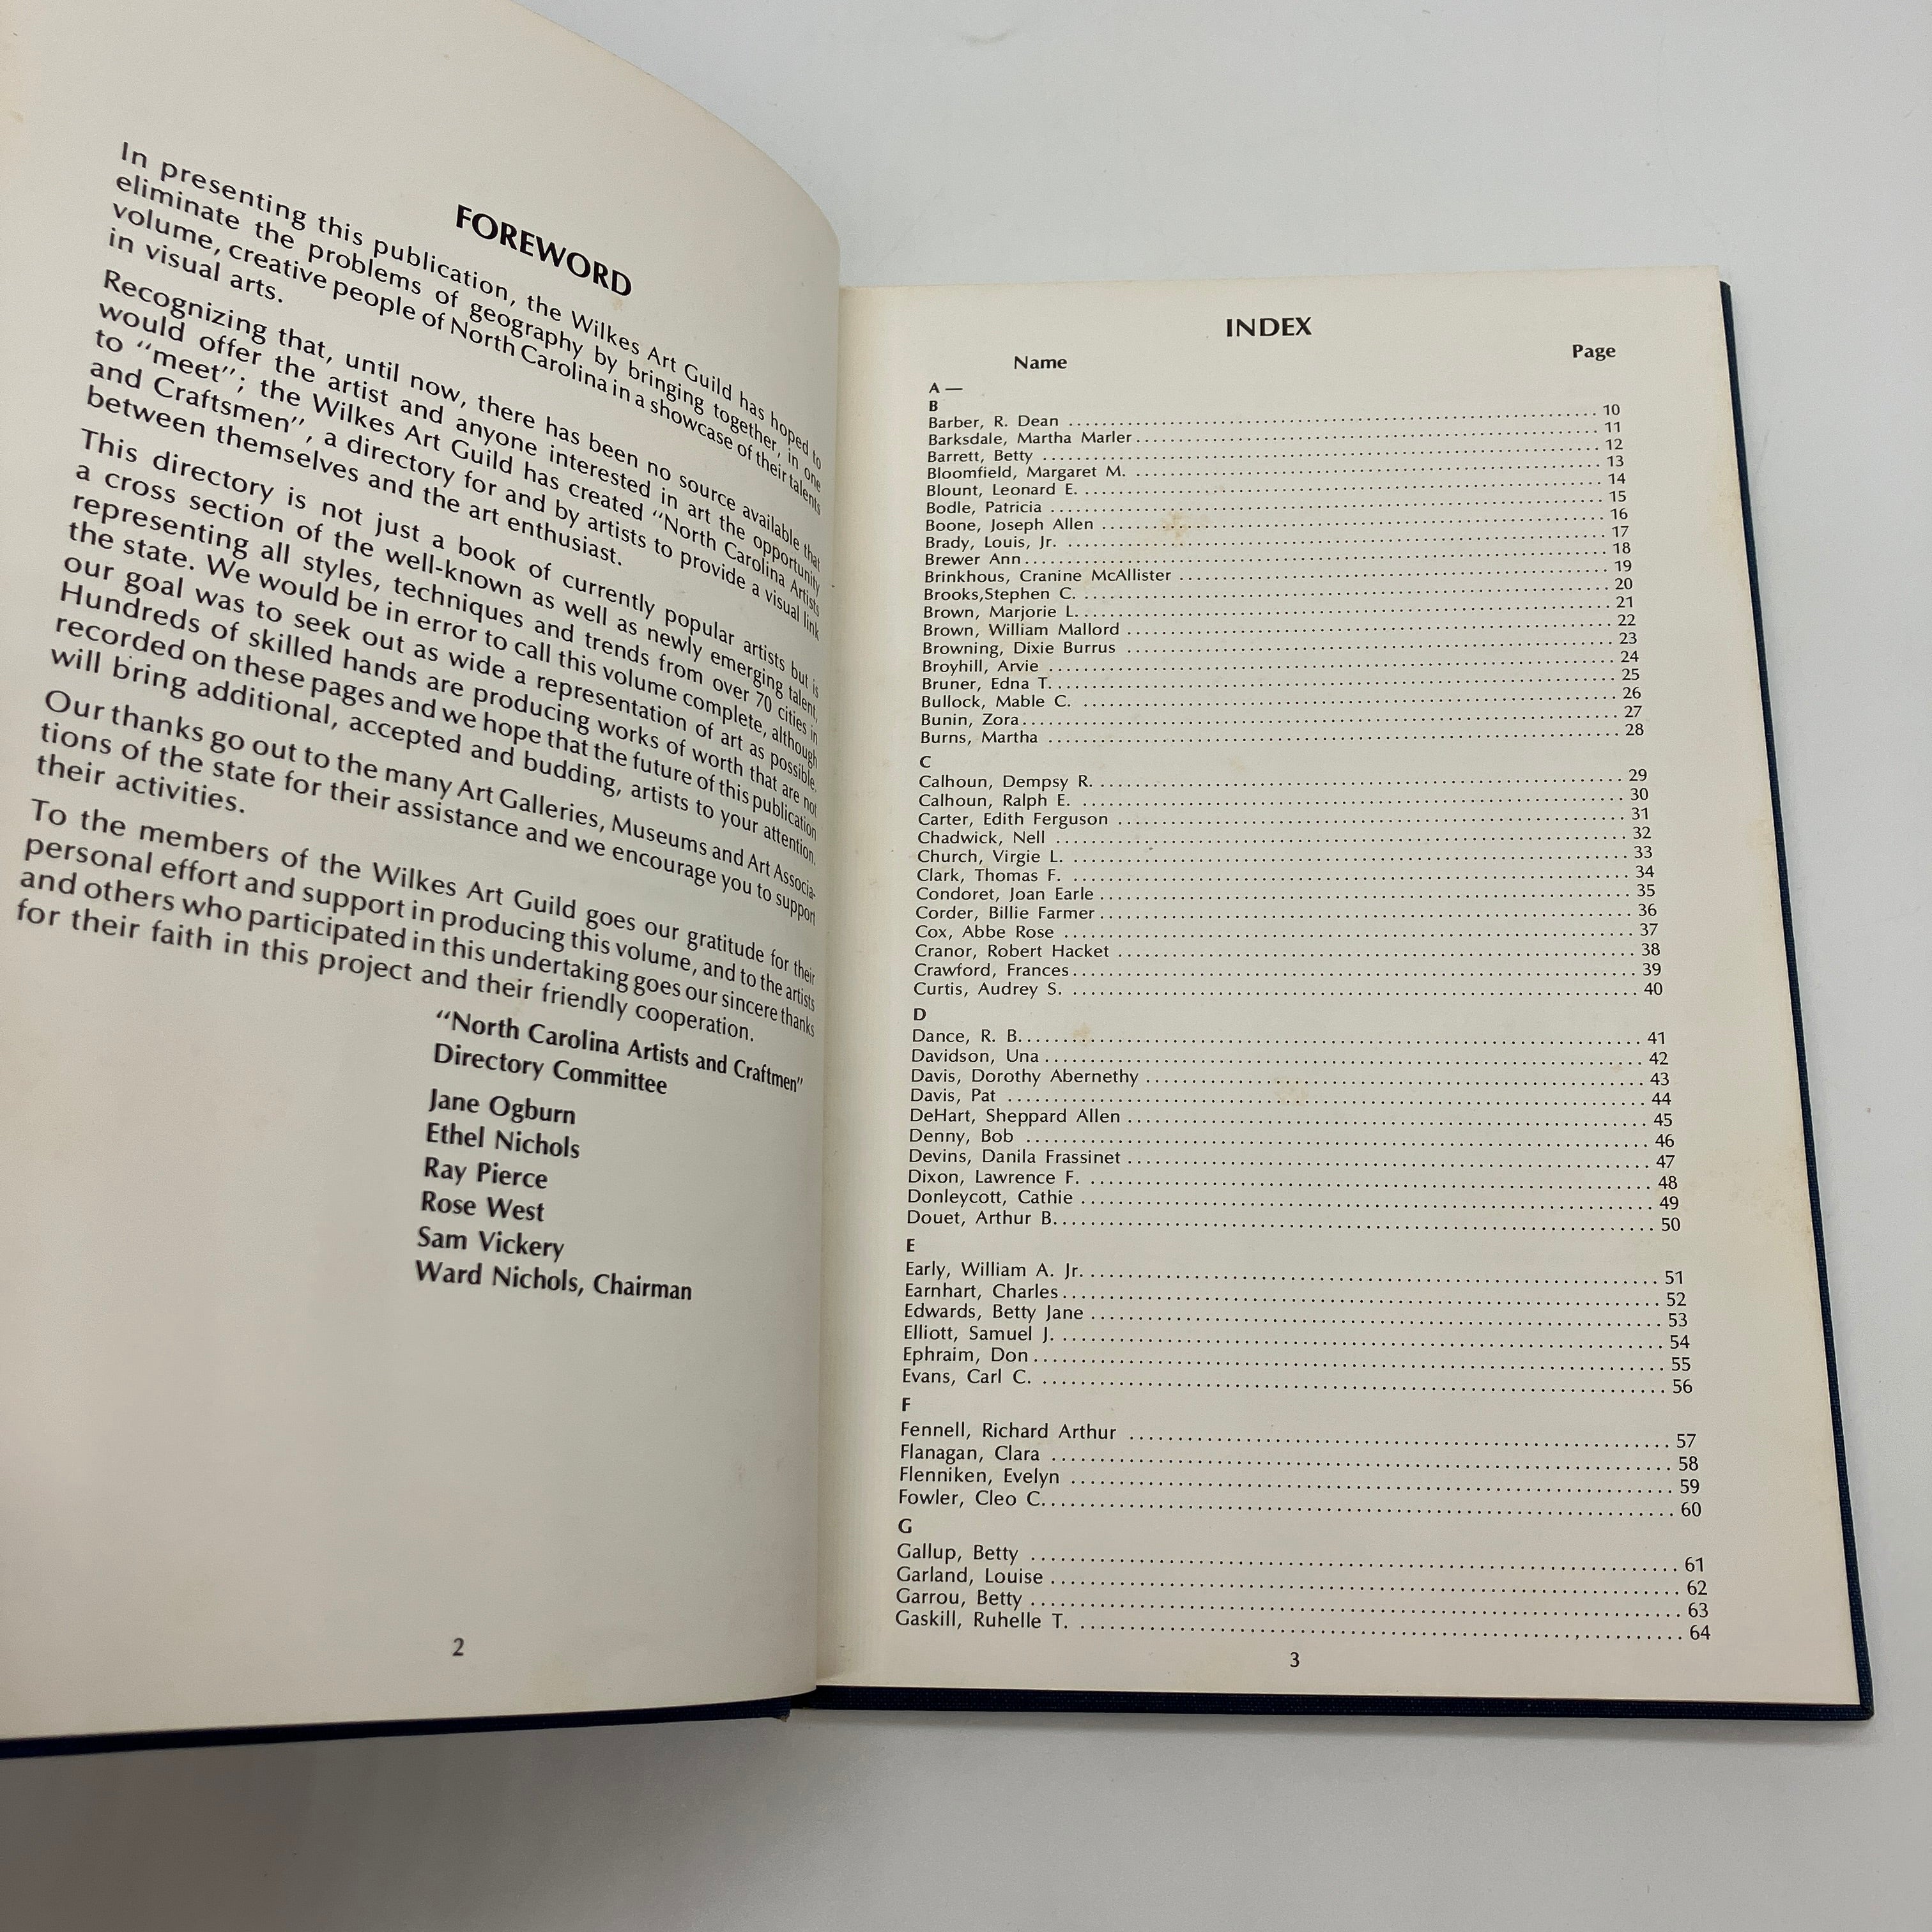 FOREWORD
In presenting this publication, the Wilkes Art Guild has hoped to
eliminate the problems of geography by bringing together, in one
volume, creative people of North Carolina in a showcase of their talents
in visual arts.
Recognizing that, until now, there has been no source available that
would offer the artist and anyone interested in art the opportunity
to "meet"; the Wilkes Art Guild has created "North Carolina Artists
and Craftsmen", a directory for and by artists to provide a visual link
between themselves and the art enthusiast.
This directory is not just a book of currently popular artists but is
a cross section of the well-known as well as newly emerging talent,
representing all styles, techniques and trends from over 70 cities in
the state. We would be in error to call this volume complete, although
our goal was to seek out as wide a representation of art as possible.
Hundreds of skilled hands are producing works of worth that are not
recorded on these pages and we hope that the future of this publication
will bring additional, accepted and budding, artists to your attention.
Our thanks go out to the many Art Galleries, Museums and Art Associa-
tions of the state for their assistance and we encourage you to support
their activities.
To the members of the Wilkes Art Guild goes our gratitude for their
personal effort and support in producing this volume, and to the artists
and others who participated in this undertaking goes our sincere thanks
for their faith in this project and their friendly cooperation.
"North Carolina Artists and Craftmen"
Directory Committee
Jane Ogburn
Ethel Nichols
Ray Pierce
Rose West
Sam Vickery
Ward Nichols, Chairman
2
INDEX
Name Page
A —
B
Barber, R. Dean 10
Barksdale, Martha Marler 11
Barrett, Betty 12
Bloomfield, Margaret M. 13
Blount, Leonard E. 14
Bodle, Patricia 15
Boone, Joseph Allen 16
Brady, Louis, Jr. 17
Brewer Ann 18
Brinkhous, Cranine McAllister 19
Brooks,Stephen C. 20
Brown, Marjorie L. 21
Brown, William Mallord 22
Browning, Dixie Burrus 23
Broyhill, Arvie 24
Bruner, Edna T. 25
Bullock, Mable C. 26
Bunin, Zora 27
Burns, Martha 28
C
Calhoun, Dempsy R. 29
Calhoun, Ralph E. 30
Carter, Edith Ferguson 31
Chadwick, Nell 32
Church, Virgie L. 33
Clark, Thomas F. 34
Condoret, Joan Earle 35
Corder, Billie Farmer 36
Cox, Abbe Rose 37
Cranor, Robert Hacket 38
Crawford, Frances 39
Curtis, Audrey S. 40
D
Dance, R. B. 41
Davidson, Una 42
Davis, Dorothy Abernethy 43
Davis, Pat 44
DeHart, Sheppard Allen 45
Denny, Bob 46
Devins, Danila Frassinet 47
Dixon, Lawrence F. 48
Donleycott, Cathie 49
Douet, Arthur B. 50
E
Early, William A. Jr. 51
Earnhart, Charles 52
Edwards, Betty Jane 53
Elliott, Samuel J. 54
Ephraim, Don 55
Evans, Carl C. 56
F
Fennell, Richard Arthur 57
Flanagan, Clara 58
Flenniken, Evelyn 59
Fowler, Cleo C. 60
G
Gallup, Betty 61
Garland, Louise 62
Garrou, Betty 63
Gaskill, Ruhelle T. 64
3